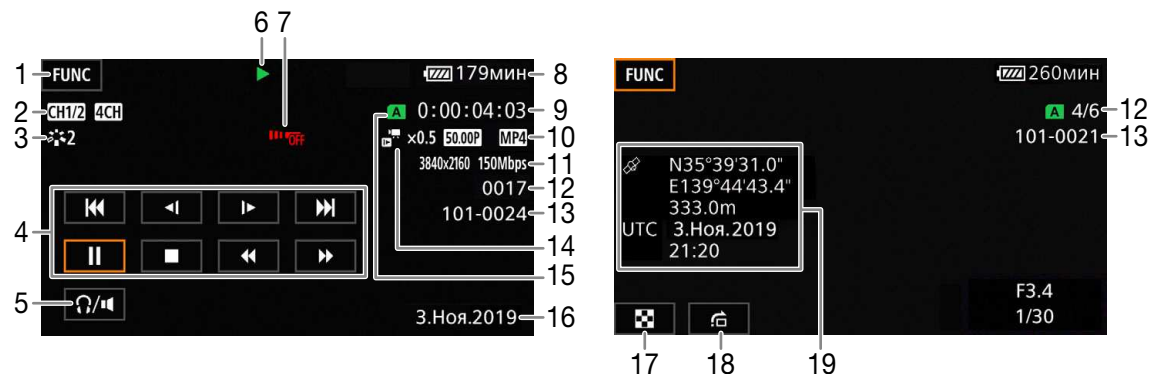 6 7
1 FUNC 179мин 8
2 CH1/2 4CH A 0:00:04:03 9
3 2 OFF ×0.5 50.00P MP4 10
3840x2160 150Mbps 11
0017 12
101-0024 13
4
14
15
5
3.Ноя.2019 16
FUNC 260мин
A 4/6 12
101-0021 13
N35°39'31.0"
E139°44'43.4"
333.0m
UTC 3.Ноя.2019
21:20
F3.4
1/30
17 18 19